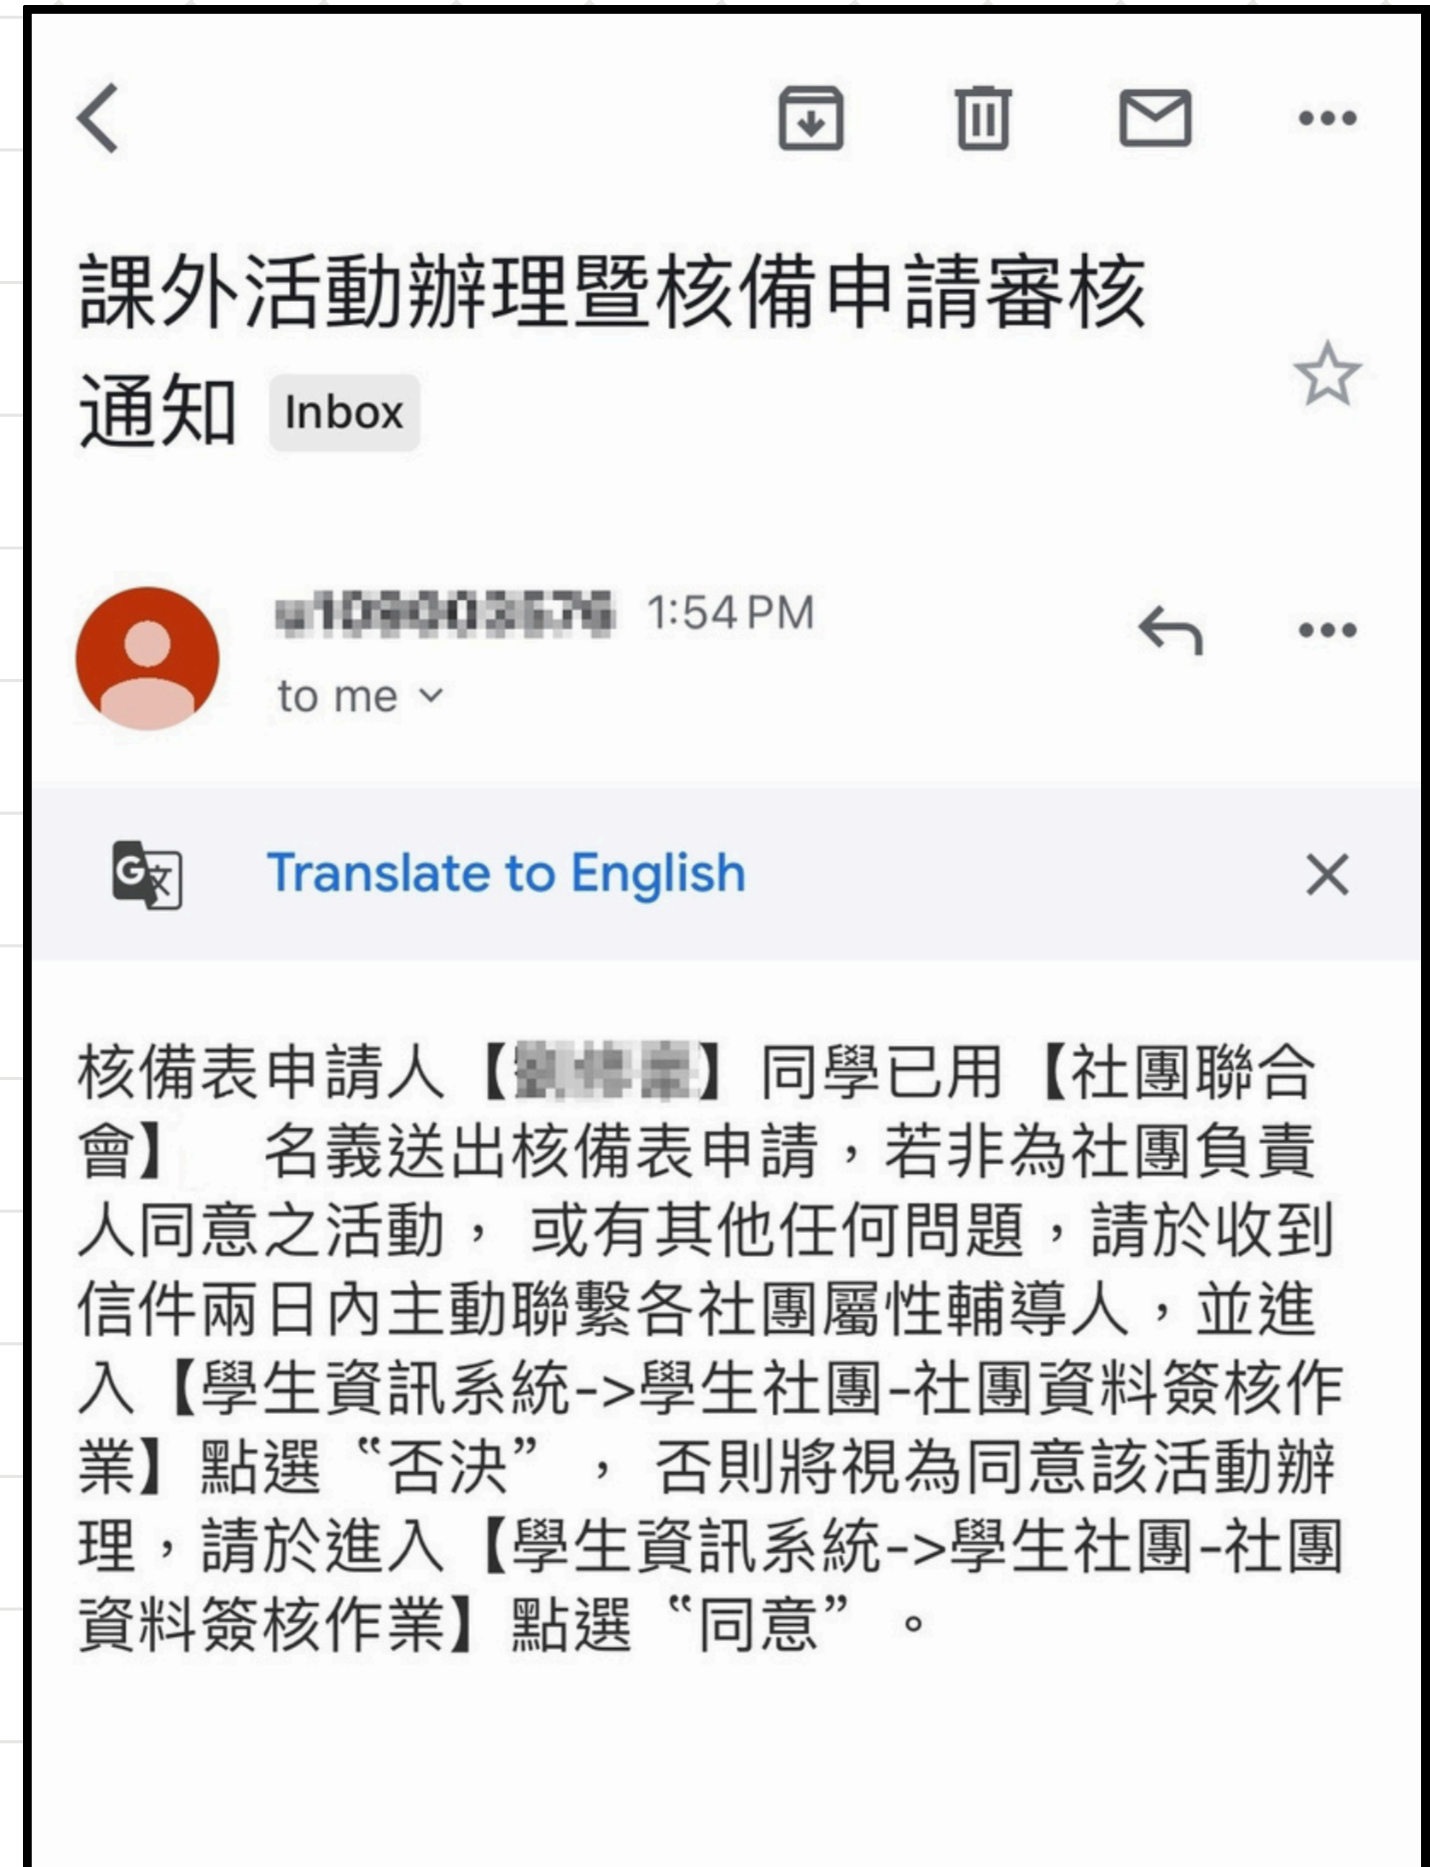 課外活動辦理暨核備申請審核
通知 Inbox
1:54 PM
to me
Translate to English
核備表申請人【】同學已用【社團聯合
會】 名義送出核備表申請，若非為社團負責
人同意之活動， 或有其他任何問題，請於收到
信件兩日內主動聯繫各社團屬性輔導人，並進
入【學生資訊系統->學生社團-社團資料簽核作
業】點選〝否決”， 否則將視為同意該活動辦
理，請於進入【學生資訊系統->學生社團-社團
資料簽核作業】點選〝同意”。